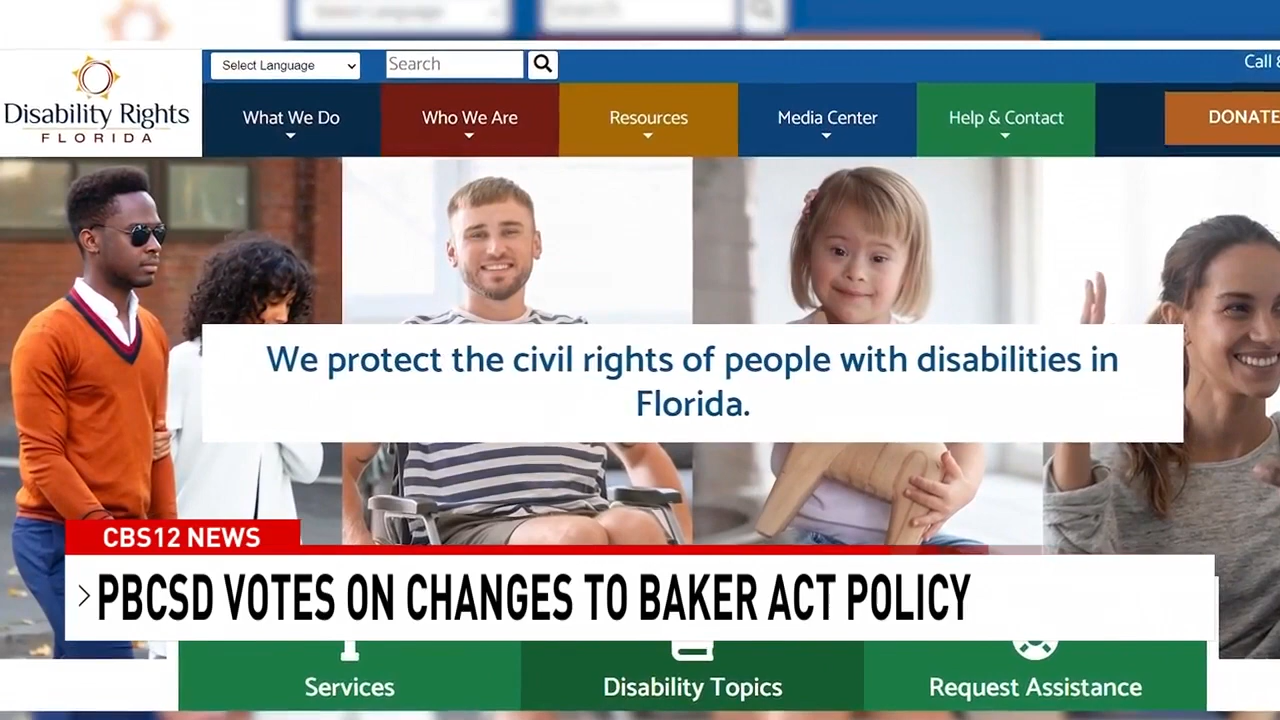 Select Language
Search
Call
Disability Rights
FLORIDA
What We Do
Who We Are
Resources
Media Center
Help & Contact
DONATE
We protect the civil rights of people with disabilities in
Florida.
CBS12 NEWS
PBCSD VOTES ON CHANGES TO BAKER ACT POLICY
Services
Disability Topics
Request Assistance